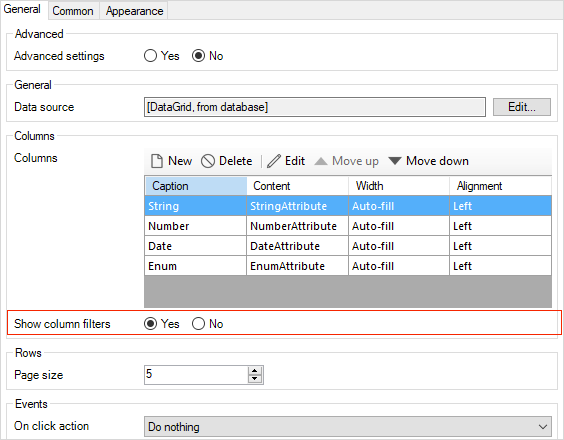 General Common Appearance
Advanced
Advanced settings Yes No
General
Data source [DataGrid, from database] Edit...
Columns
Columns New Delete Edit Move up Move down
Caption Content Width Alignment
String StringAttribute Auto-fill Left
Number NumberAttribute Auto-fill Left
Date DateAttribute Auto-fill Left
Enum EnumAttribute Auto-fill Left
Show column filters Yes No
Rows
Page size 5
Events
On click action Do nothing